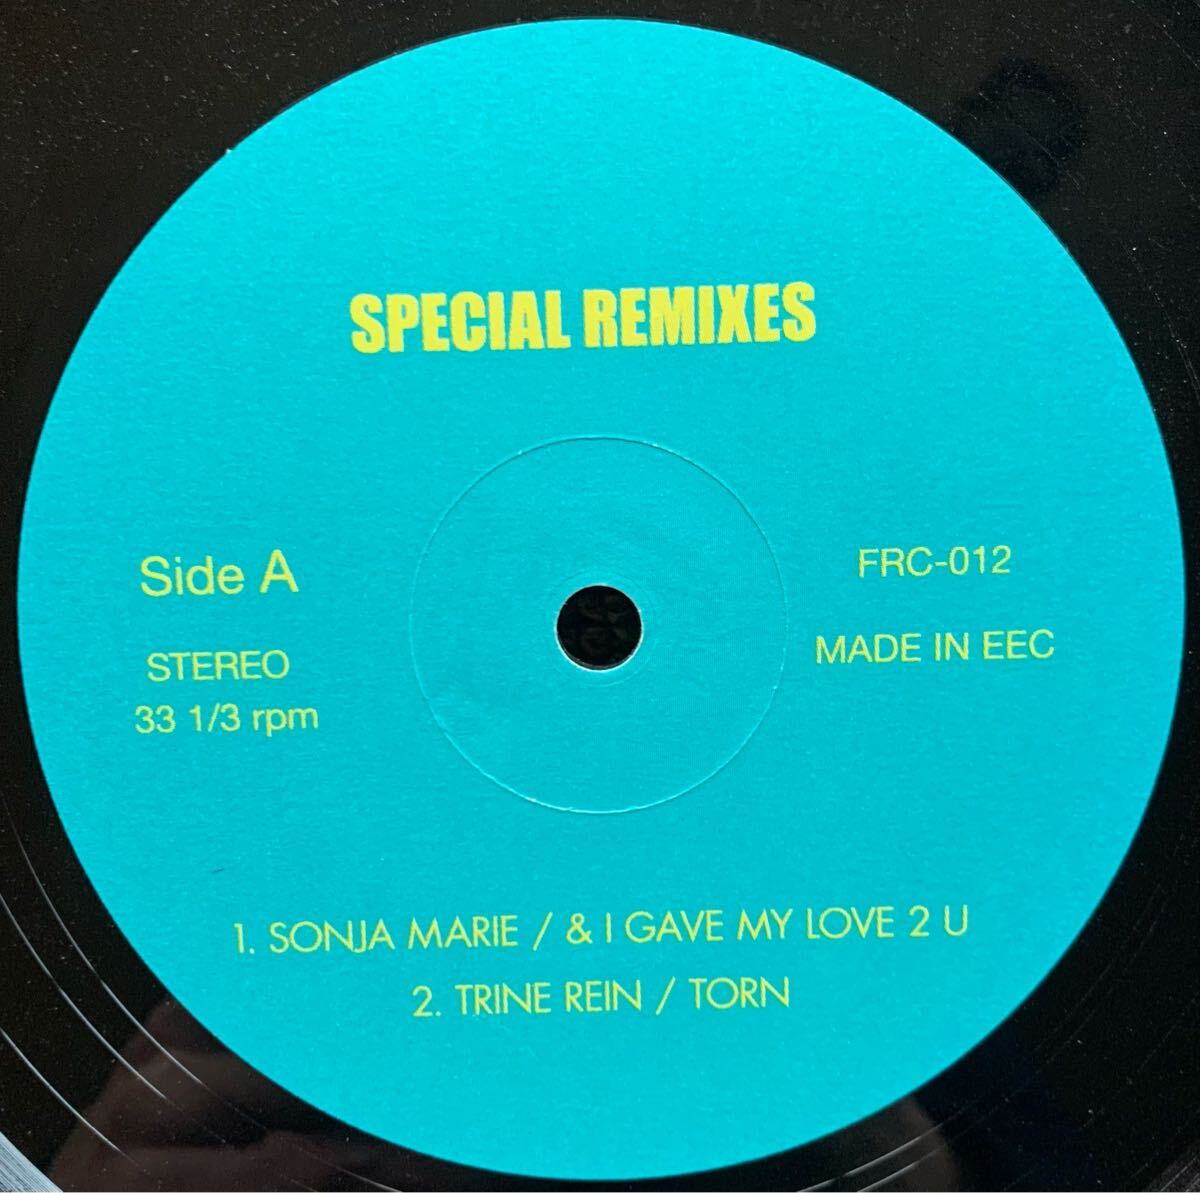 SPECIAL REMIXES
Side A
STEREO
33 1/3 rpm
FRC-012
MADE IN EEC
1. SONJA MARIE / & I GAVE MY LOVE 2 U
2. TRINE REIN / TORN